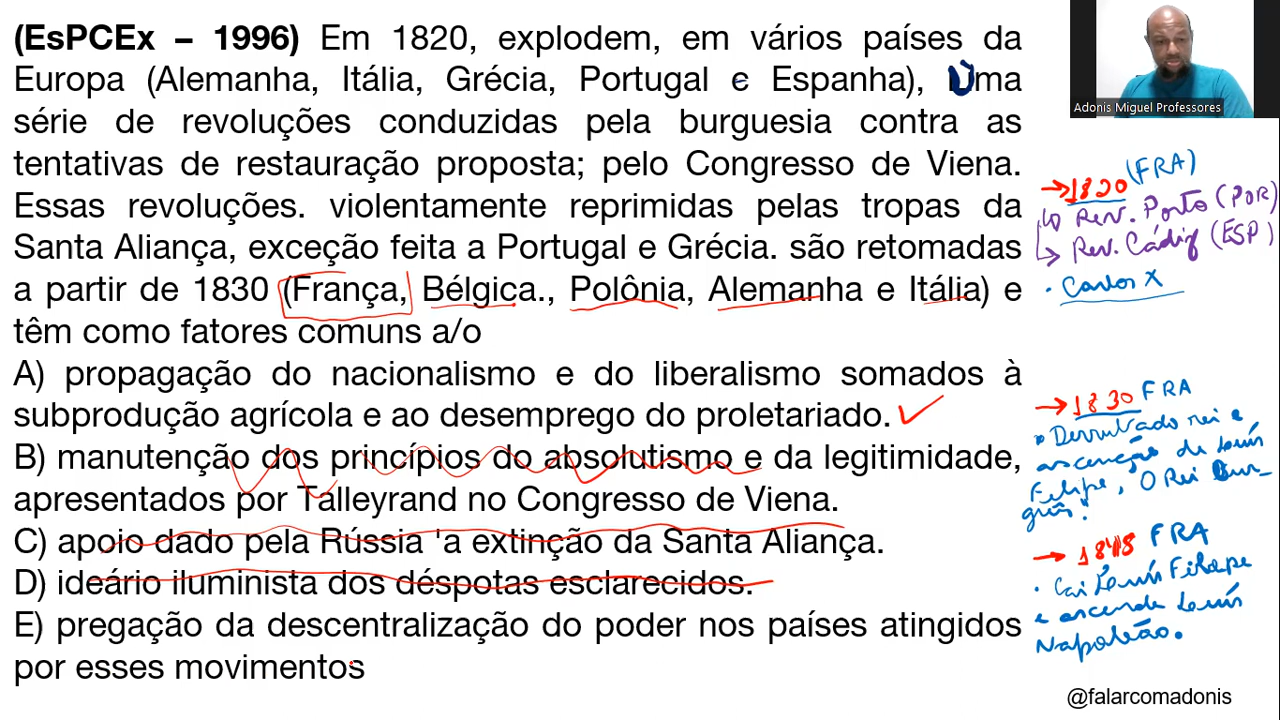 (EsPCEx – 1996) Em 1820, explodem, em vários países da
Europa (Alemanha, Itália, Grécia, Portugal e Espanha), Uma
série de revoluções conduzidas pela burguesia contra as
tentativas de restauração proposta; pelo Congresso de Viena.
Essas revoluções. violentamente reprimidas pelas tropas da
Santa Aliança, exceção feita a Portugal e Grécia. são retomadas
a partir de 1830 (França, Bélgica., Polônia, Alemanha e Itália) e
têm como fatores comuns a/o
A) propagação do nacionalismo e do liberalismo somados à
subprodução agrícola e ao desemprego do proletariado.
B) manutenção dos princípios do absolutismo e da legitimidade,
apresentados por Talleyrand no Congresso de Viena.
C) apoio dado pela Rússia 'a extinção da Santa Aliança.
D) ideário iluminista dos déspotas esclarecidos.
E) pregação da descentralização do poder nos países atingidos
por esses movimentos
Adonis Miguel Professores
→ 1820 (FRA)
Rev. Porto (POR)
Rev. Cádiz (ESP)
• Carlos X
→ 1830 FRA
• Derrubado rei e
ascenção de Luís
Felipe, "O Rei Bur-
guês".
→ 1848 FRA
• Cai Luís Filipe
e ascende Luís
Napoleão.
@falarcomadonis